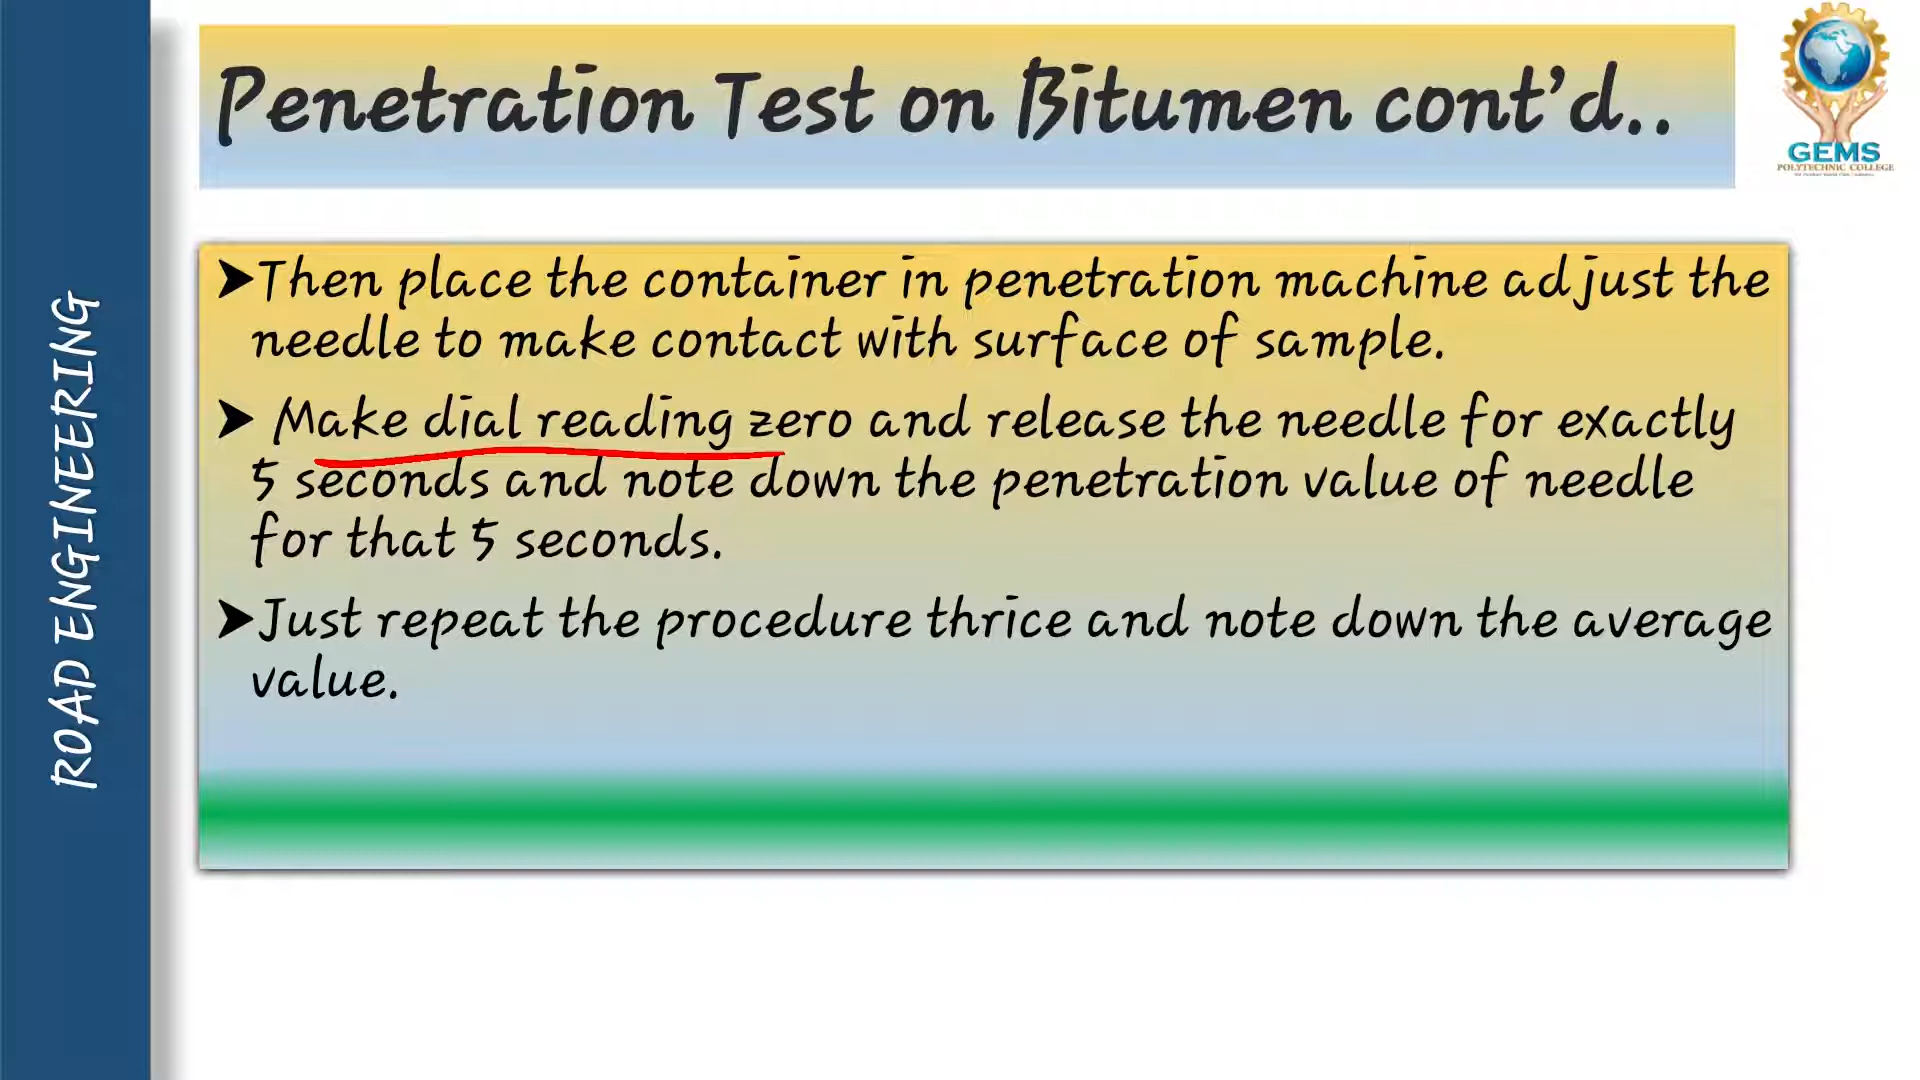 Penetration Test on Bitumen cont'd..
GEMS
POLYTECHNIC COLLEGE
ROAD ENGINEERING
➤Then place the container in penetration machine adjust the
needle to make contact with surface of sample.
➤ Make dial reading zero and release the needle for exactly
5 seconds and note down the penetration value of needle
for that 5 seconds.
➤Just repeat the procedure thrice and note down the average
value.